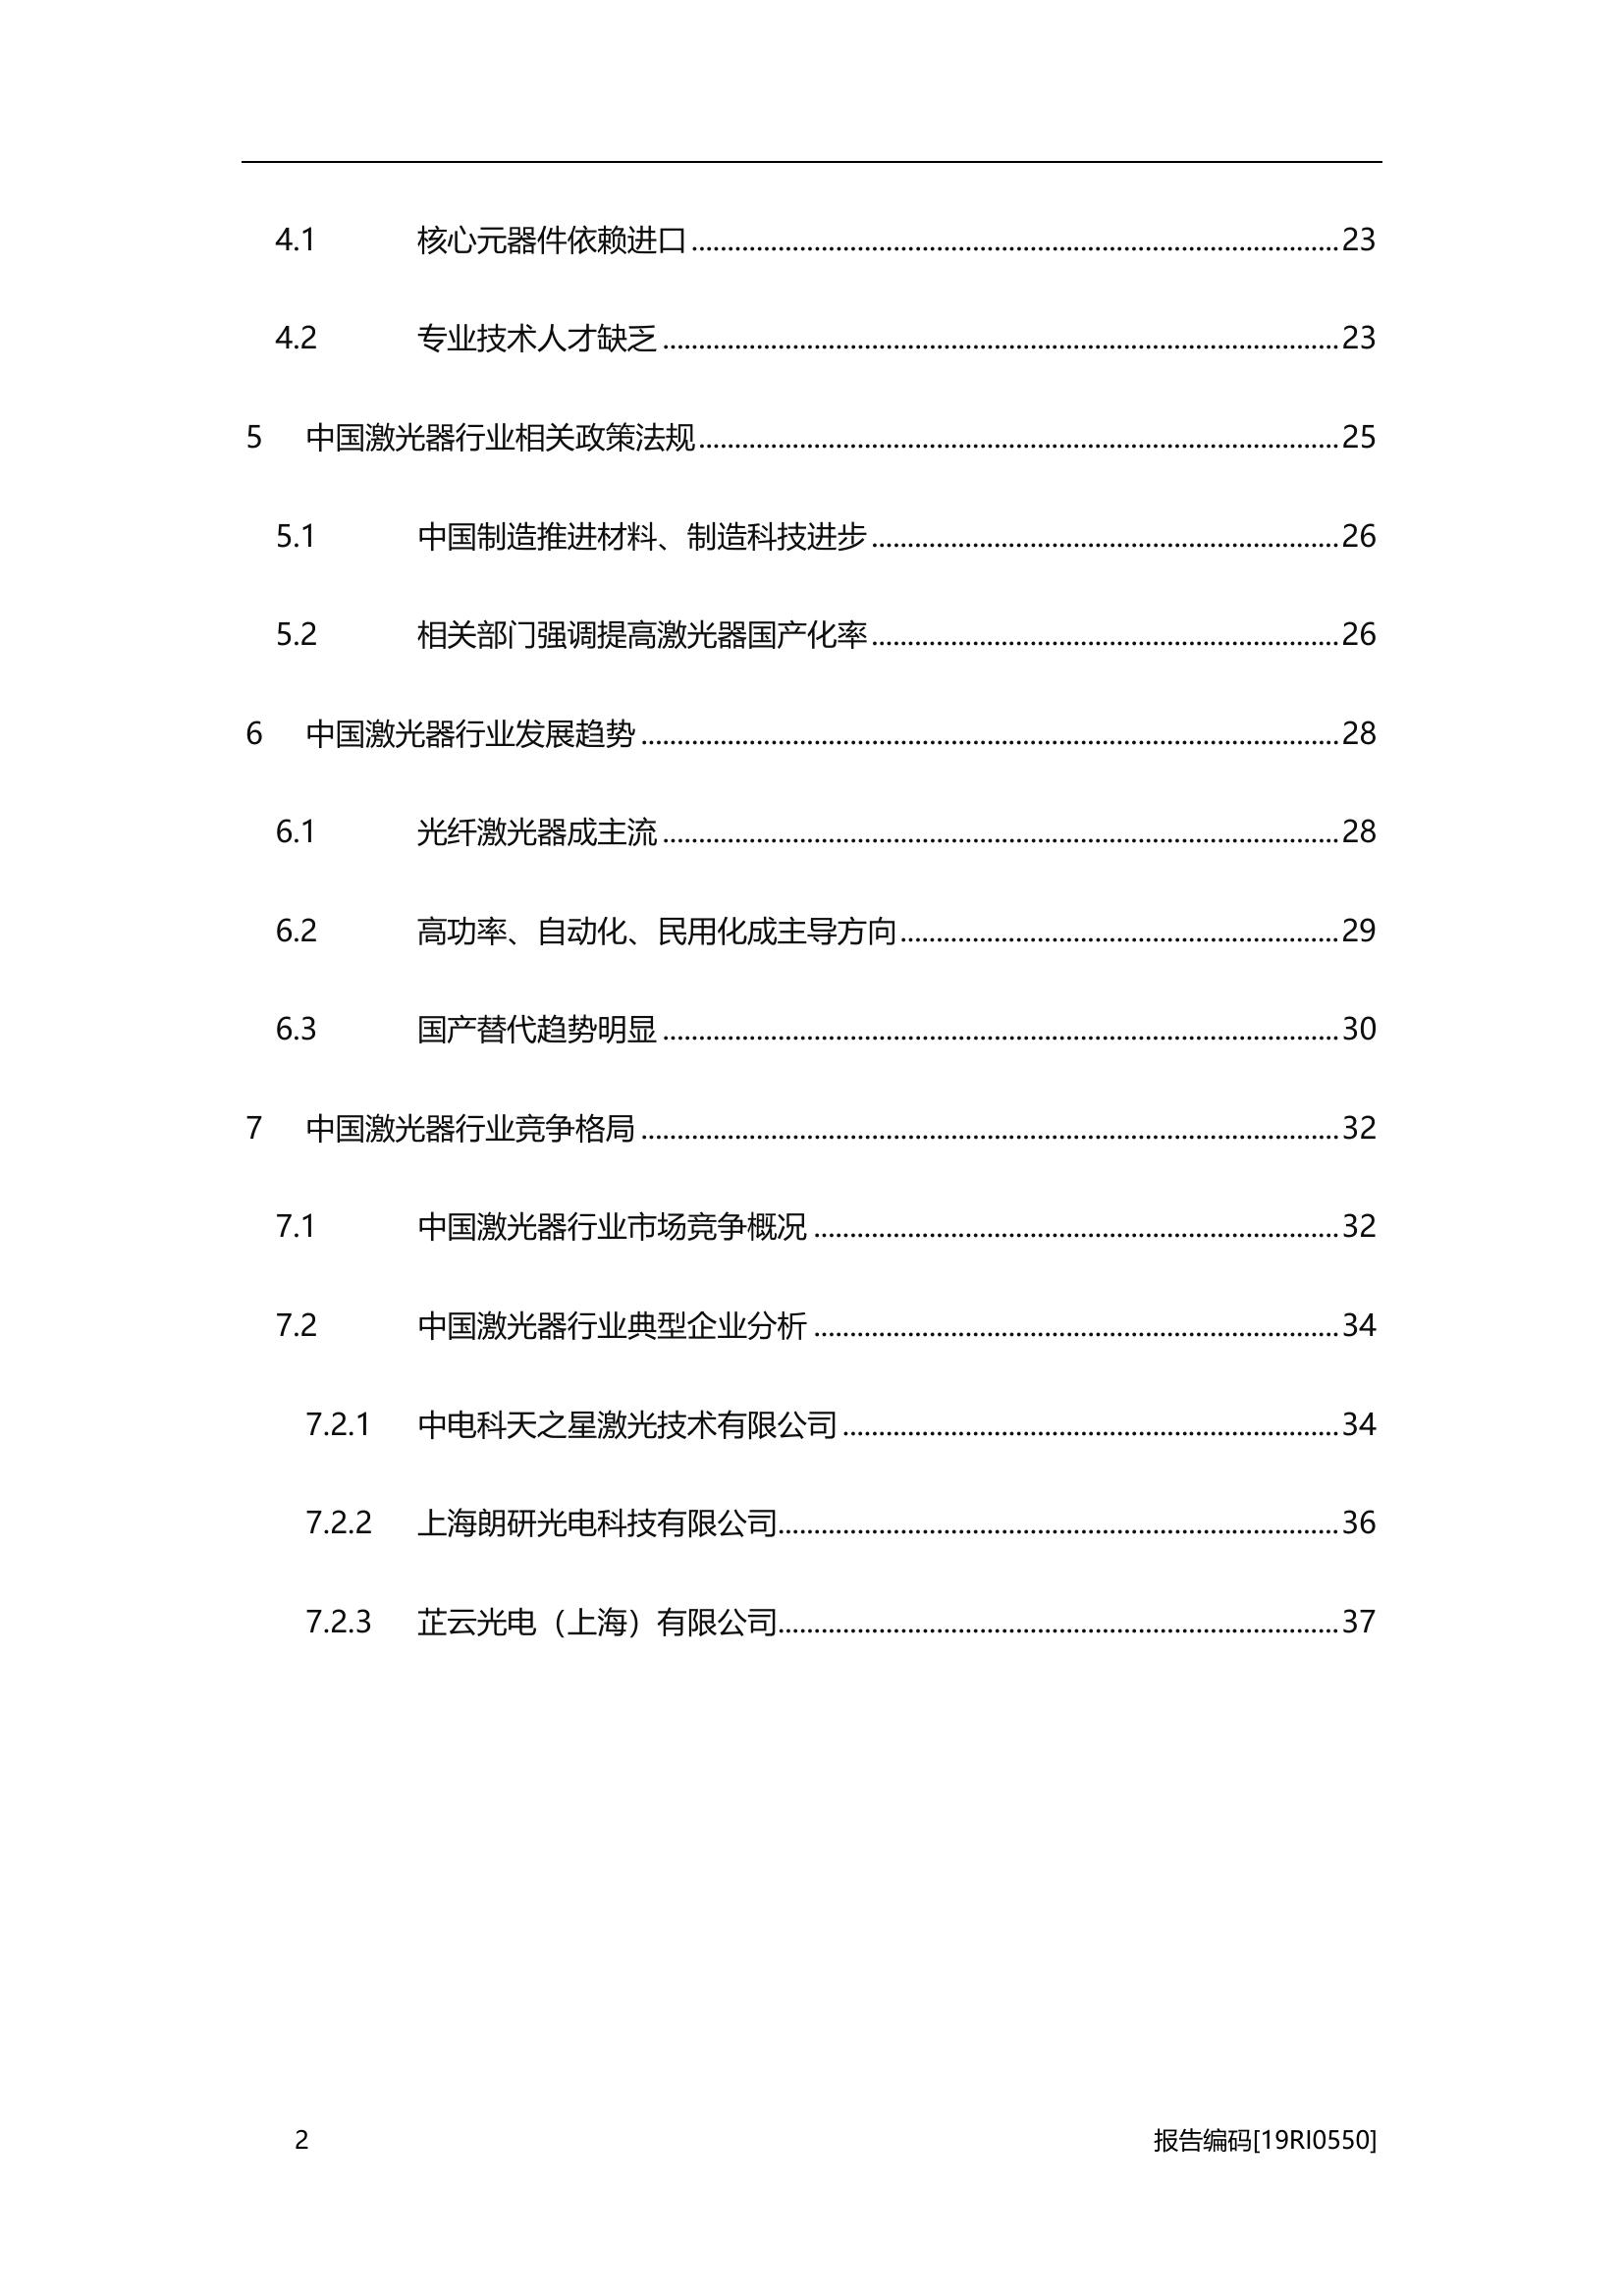 4.1 核心元器件依赖进口........................................23
4.2 专业技术人才缺乏........................................23
5 中国激光器行业相关政策法规........................................25
5.1 中国制造推进材料、制造科技进步........................................26
5.2 相关部门强调提高激光器国产化率........................................26
6 中国激光器行业发展趋势........................................28
6.1 光纤激光器成主流........................................28
6.2 高功率、自动化、民用化成主导方向........................................29
6.3 国产替代趋势明显........................................30
7 中国激光器行业竞争格局........................................32
7.1 中国激光器行业市场竞争概况........................................32
7.2 中国激光器行业典型企业分析........................................34
7.2.1 中电科天之星激光技术有限公司........................................34
7.2.2 上海朗研光电科技有限公司........................................36
7.2.3 芷云光电（上海）有限公司........................................37
2 报告编码[19RI0550]